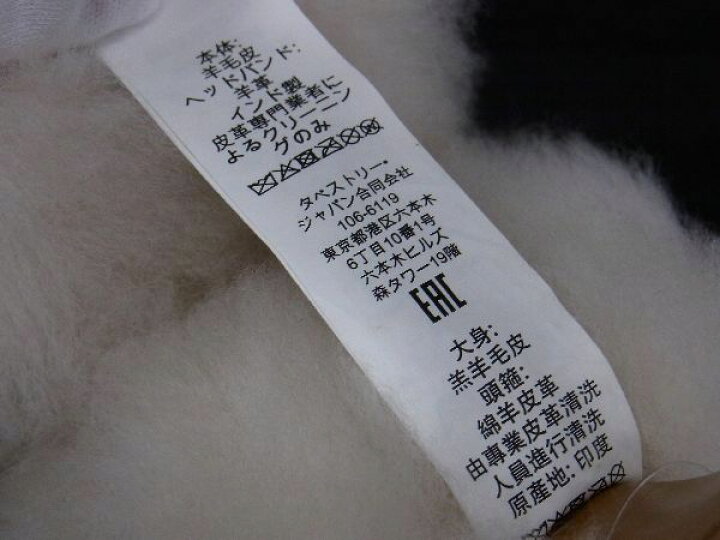 本体:
羊毛皮
ヘッドバンド:
羊革
インド製
皮革専門業者に
よるクリーニン
グのみ
タペストリー・
ジャパン合同会社
106-6119
東京都港区六本木
6丁目10番1号
六本木ヒルズ
森タワー19階
EAC
大身:
羔羊毛皮
頭箍:
綿羊皮革
由專業皮革清洗
人員進行清洗
原產地: 印度